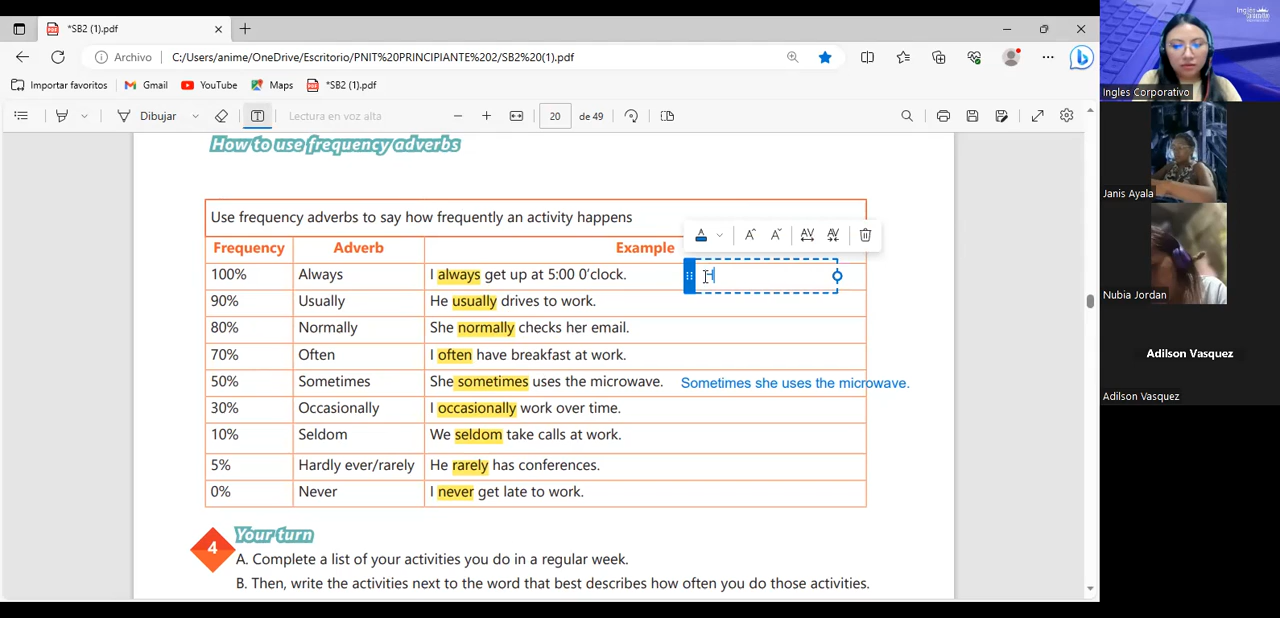 *SB2 (1).pdf
Archivo C:/Users/anime/OneDrive/Escritorio/PNIT%20PRINCIPIANTE%202/SB2%20(1).pdf
Importar favoritos Gmail YouTube Maps *SB2 (1).pdf
Dibujar Lectura en voz alta 20 de 49
How to use frequency adverbs
Use frequency adverbs to say how frequently an activity happens
Frequency Adverb Example
100% Always I always get up at 5:00 0'clock. H
90% Usually He usually drives to work.
80% Normally She normally checks her email.
70% Often I often have breakfast at work.
50% Sometimes She sometimes uses the microwave. Sometimes she uses the microwave.
30% Occasionally I occasionally work over time.
10% Seldom We seldom take calls at work.
5% Hardly ever/rarely He rarely has conferences.
0% Never I never get late to work.
4 Your turn
A. Complete a list of your activities you do in a regular week.
B. Then, write the activities next to the word that best describes how often you do those activities.
Ingles Corporativo
Janis Ayala
Nubia Jordan
Adilson Vasquez
Adilson Vasquez